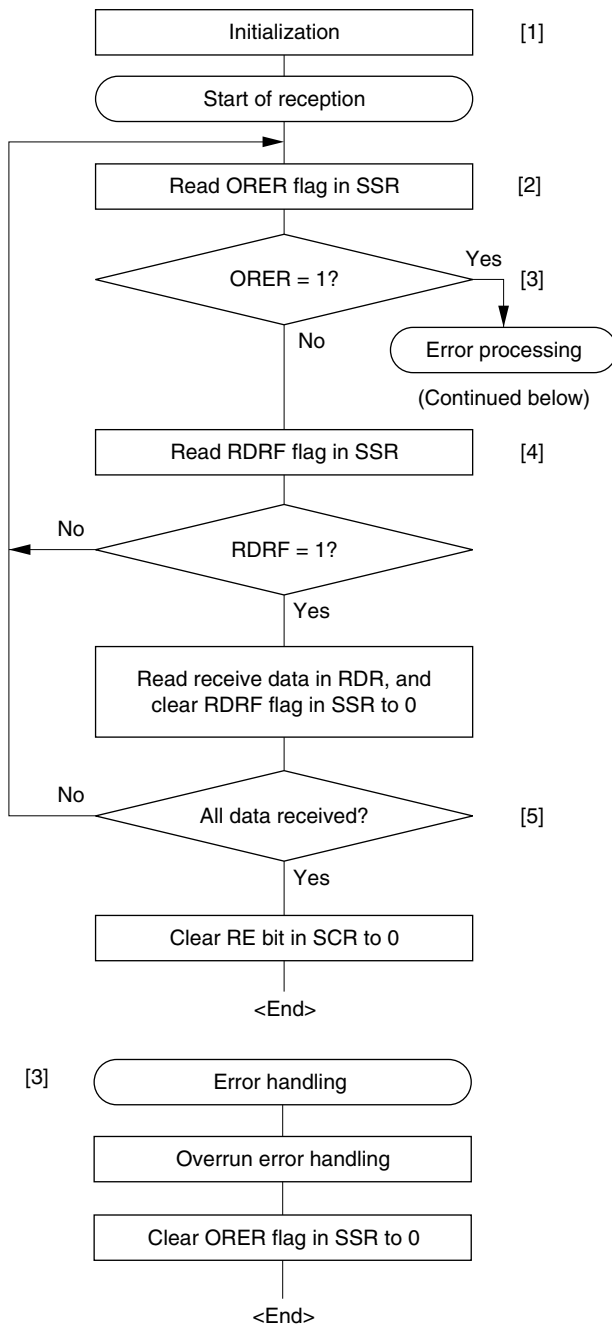 Initialization [1]
Start of reception
Read ORER flag in SSR [2]
Yes
ORER = 1? [3]
No
Error processing
(Continued below)
Read RDRF flag in SSR [4]
No
RDRF = 1?
Yes
Read receive data in RDR, and
clear RDRF flag in SSR to 0
No
All data received? [5]
Yes
Clear RE bit in SCR to 0
<End>
[3] Error handling
Overrun error handling
Clear ORER flag in SSR to 0
<End>